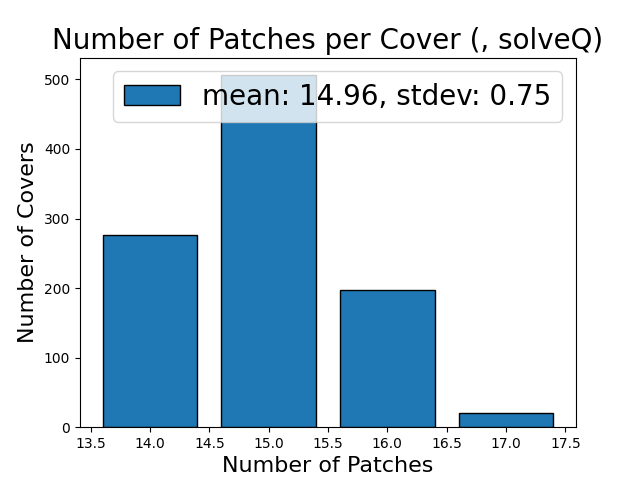 Number of Patches per Cover (, solveQ)
mean: 14.96, stdev: 0.75
Number of Covers
500
400
300
200
100
0
13.5 14.0 14.5 15.0 15.5 16.0 16.5 17.0 17.5
Number of Patches